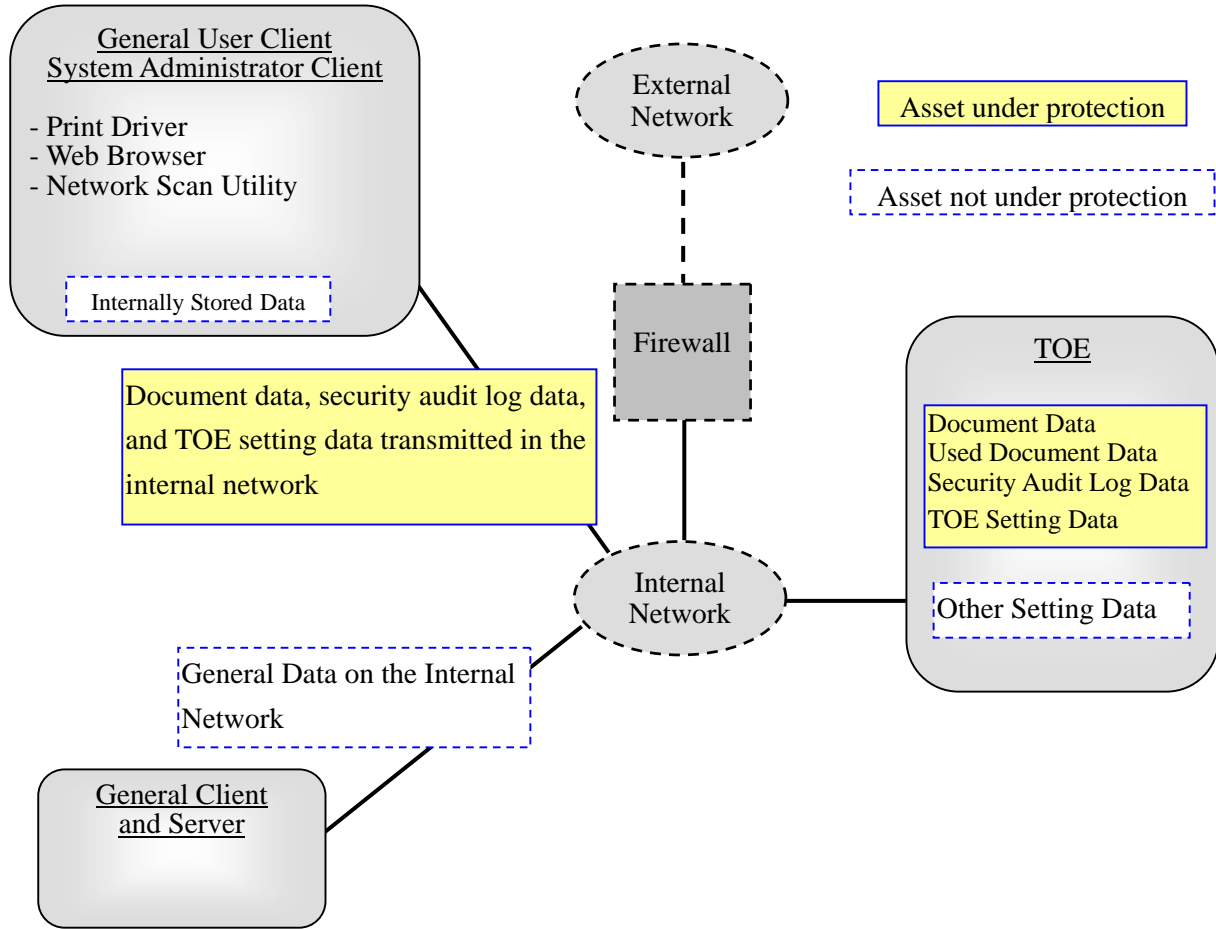 General User Client
System Administrator Client
- Print Driver
- Web Browser
- Network Scan Utility
Internally Stored Data
External
Network
Asset under protection
Asset not under protection
Firewall
Document data, security audit log data,
and TOE setting data transmitted in the
internal network
TOE
Document Data
Used Document Data
Security Audit Log Data
TOE Setting Data
Other Setting Data
Internal
Network
General Data on the Internal
Network
General Client
and Server